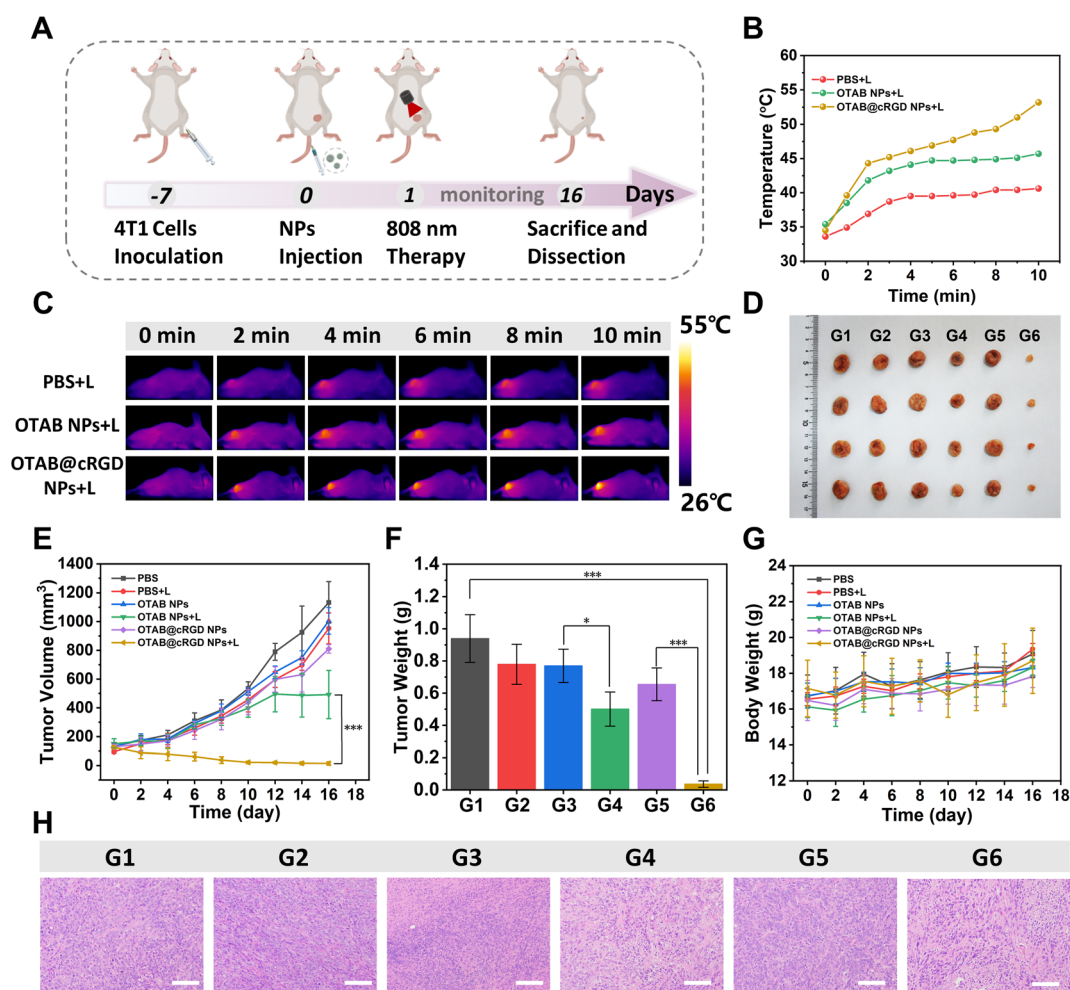 A
-7
0
1
monitoring
16
Days
4T1 Cells
Inoculation
NPs
Injection
808 nm
Therapy
Sacrifice and
Dissection
B
Temperature (°C)
60
55
50
45
40
35
30
PBS+L
OTAB NPs+L
OTAB@cRGD NPs+L
0 2 4 6 8 10
Time (min)
C
0 min 2 min 4 min 6 min 8 min 10 min
PBS+L
OTAB NPs+L
OTAB@cRGD
NPs+L
55℃
26℃
D
G1 G2 G3 G4 G5 G6
E
Tumor Volume (mm³)
1400
1200
1000
800
600
400
200
0
PBS
PBS+L
OTAB NPs
OTAB NPs+L
OTAB@cRGD NPs
OTAB@cRGD NPs+L
***
0 2 4 6 8 10 12 14 16 18
Time (day)
F
Tumor Weight (g)
1.4
1.2
1.0
0.8
0.6
0.4
0.2
0.0
***
*
***
G1 G2 G3 G4 G5 G6
G
Body Weight (g)
24
22
20
18
16
14
12
PBS
PBS+L
OTAB NPs
OTAB NPs+L
OTAB@cRGD NPs
OTAB@cRGD NPs+L
0 2 4 6 8 10 12 14 16 18
Time (day)
H
G1 G2 G3 G4 G5 G6